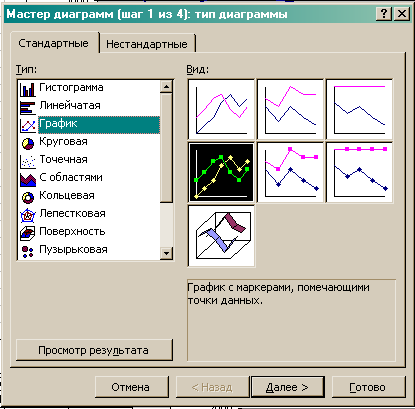 Мастер диаграмм (шаг 1 из 4): тип диаграммы
Стандартные
Нестандартные
Тип:
Гистограмма
Линейчатая
График
Круговая
Точечная
С областями
Кольцевая
Лепестковая
Поверхность
Пузырьковая
Вид:
График с маркерами, помечающими
точки данных.
Просмотр результата
Отмена
< Назад
Далее >
Готово